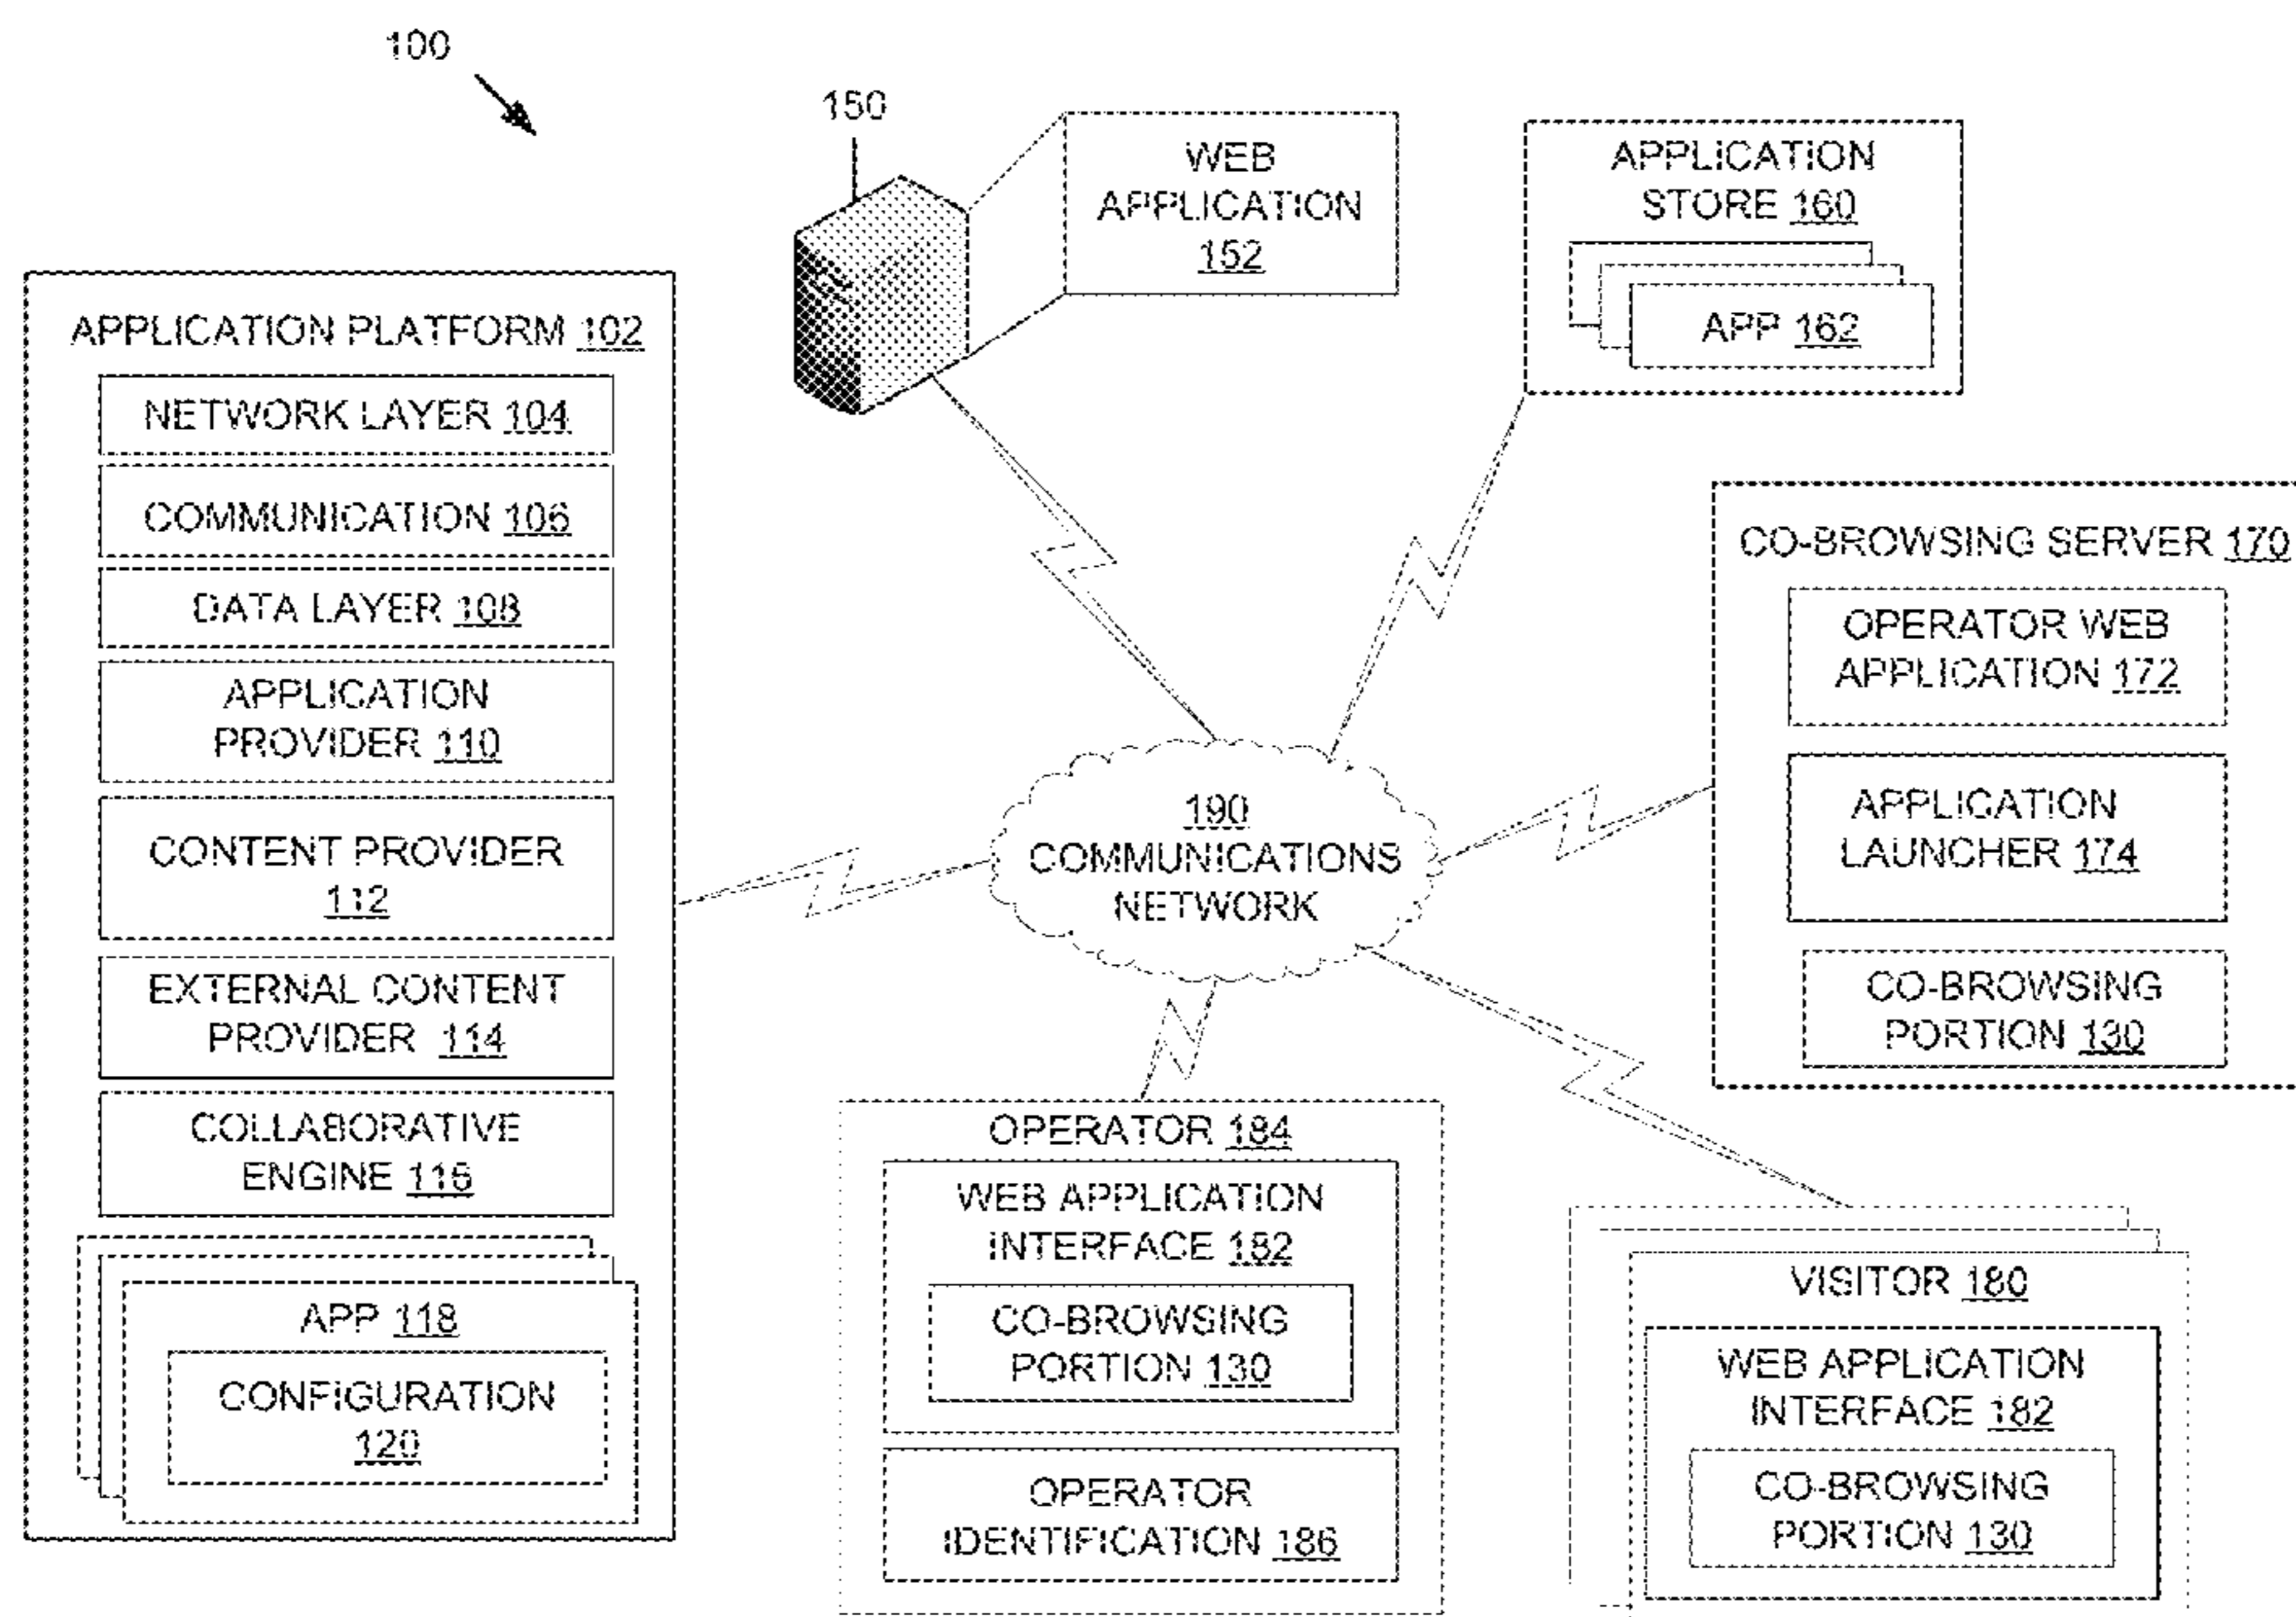 100
150
WEB
APPLICATION
152
APPLICATION
STORE 160
APP 162
APPLICATION PLATFORM 102
NETWORK LAYER 104
COMMUNICATION 106
DATA LAYER 108
APPLICATION
PROVIDER 110
CONTENT PROVIDER
112
EXTERNAL CONTENT
PROVIDER 114
COLLABORATIVE
ENGINE 116
APP 118
CONFIGURATION
120
190
COMMUNICATIONS
NETWORK
CO-BROWSING SERVER 170
OPERATOR WEB
APPLICATION 172
APPLICATION
LAUNCHER 174
CO-BROWSING
PORTION 130
OPERATOR 184
WEB APPLICATION
INTERFACE 182
CO-BROWSING
PORTION 130
OPERATOR
IDENTIFICATION 186
VISITOR 180
WEB APPLICATION
INTERFACE 182
CO-BROWSING
PORTION 130